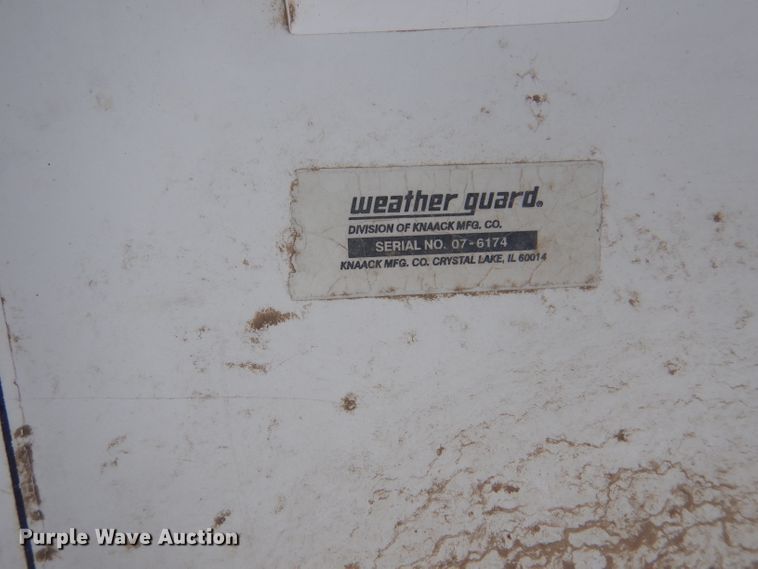 weather guard®
DIVISION OF KNAACK MFG. CO.
SERIAL NO. 07-6174
KNAACK MFG. CO. CRYSTAL LAKE, IL 60014
Purple Wave Auction